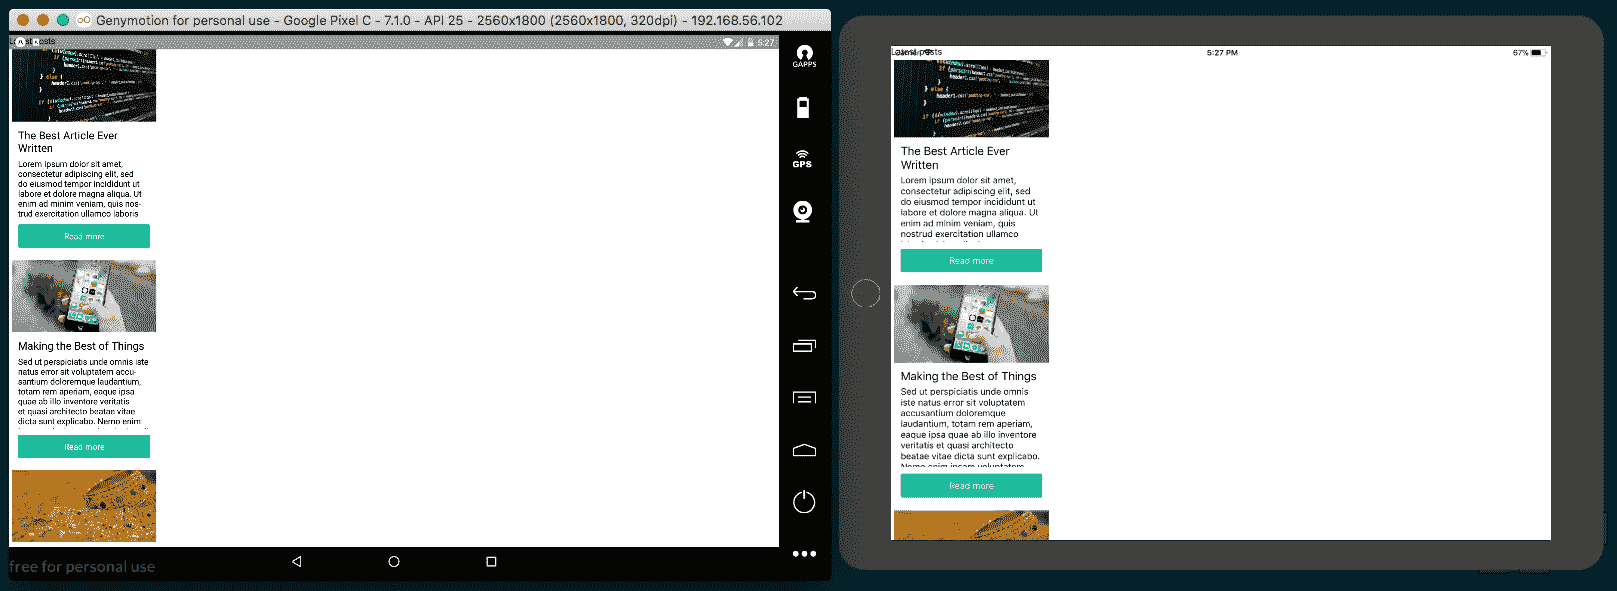 Genymotion for personal use - Google Pixel C - 7.1.0 - API 25 - 2560x1800 (2560x1800, 320dpi) - 192.168.56.102
5:27
The Best Article Ever
Written
Lorem ipsum dolor sit amet,
consectetur adipiscing elit, sed
do eiusmod tempor incididunt ut
labore et dolore magna aliqua. Ut
enim ad minim veniam, quis nos-
trud exercitation ullamco laboris
Read more
Making the Best of Things
Sed ut perspiciatis unde omnis iste
natus error sit voluptatem accu-
santium doloremque laudantium,
totam rem aperiam, eaque ipsa
quae ab illo inventore veritatis
et quasi architecto beatae vitae
dicta sunt explicabo. Nemo enim
Read more
free for personal use
GAPPS
GPS
posts
5:27 PM
67%
The Best Article Ever
Written
Lorem ipsum dolor sit amet,
consectetur adipiscing elit, sed
do eiusmod tempor incididunt ut
labore et dolore magna aliqua. Ut
enim ad minim veniam, quis
nostrud exercitation ullamco
Read more
Making the Best of Things
Sed ut perspiciatis unde omnis
iste natus error sit voluptatem
accusantium doloremque
laudantium, totam rem aperiam,
eaque ipsa quae ab illo inventore
veritatis et quasi architecto
beatae vitae dicta sunt explicabo.
Nemo enim ipsam voluptatem
Read more